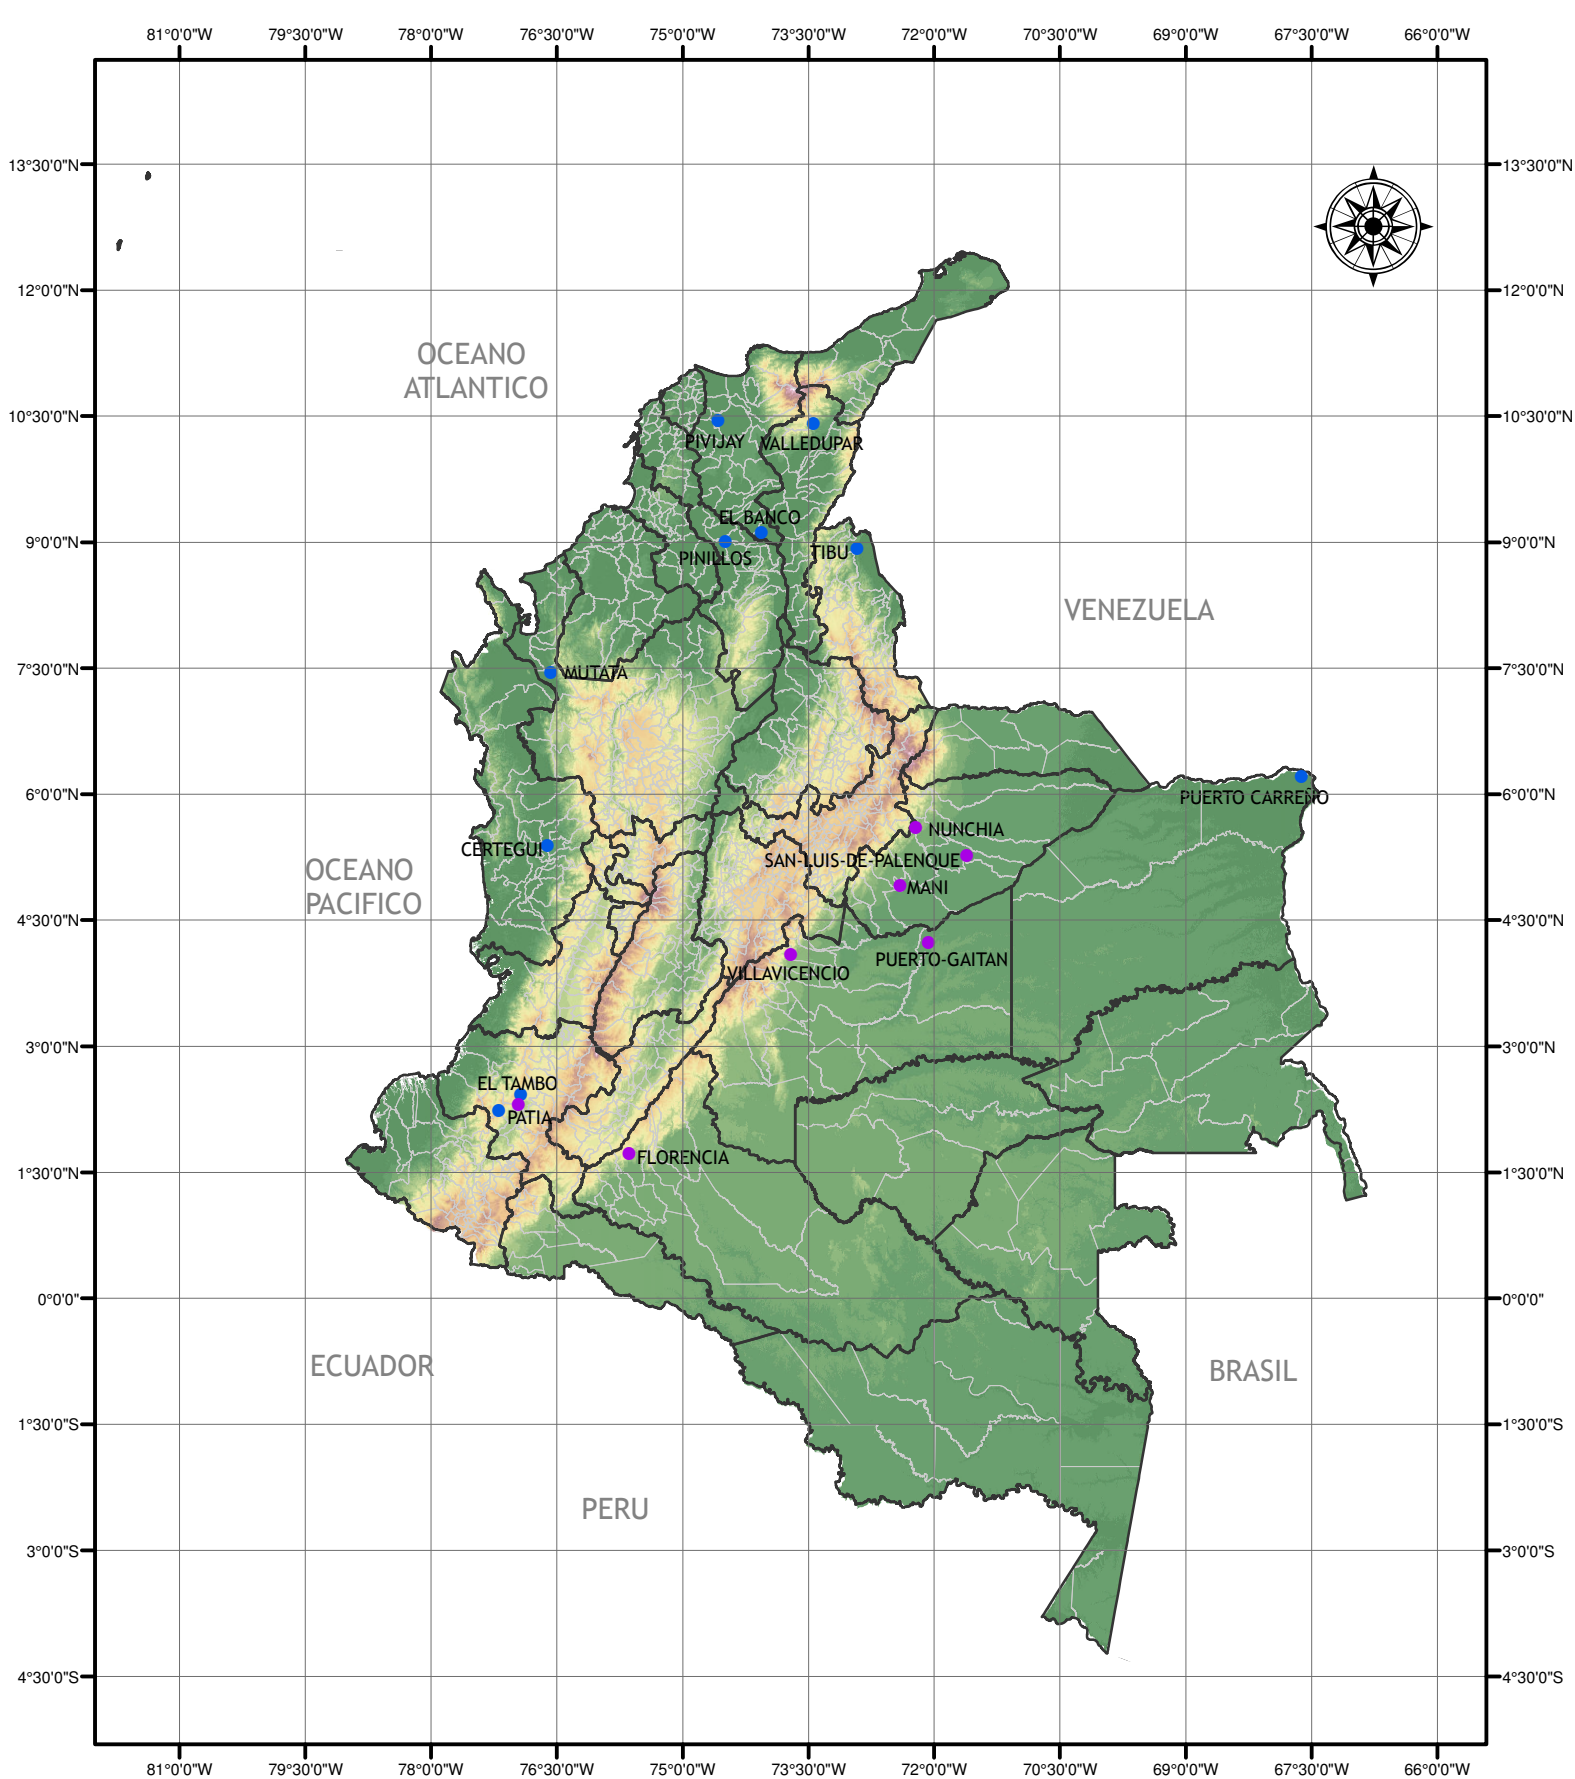 81°0'0"W 79°30'0"W 78°0'0"W 76°30'0"W 75°0'0"W 73°30'0"W 72°0'0"W 70°30'0"W 69°0'0"W 67°30'0"W 66°0'0"W
13°30'0"N 13°30'0"N
12°0'0"N 12°0'0"N
OCEANO
ATLANTICO
10°30'0"N 10°30'0"N
PIVIJAY VALLEDUPAR
EL BANCO
9°0'0"N 9°0'0"N
PINILLOS TIBU
VENEZUELA
7°30'0"N 7°30'0"N
MUTATA
6°0'0"N 6°0'0"N
PUERTO CARREÑO
NUNCHIA
CERTEGUI
SAN-LUIS-DE-PALENQUE
OCEANO
PACIFICO
MANI
4°30'0"N 4°30'0"N
PUERTO-GAITAN
VILLAVICENCIO
3°0'0"N 3°0'0"N
EL TAMBO
PATIA
FLORENCIA
1°30'0"N 1°30'0"N
0°0'0" 0°0'0"
ECUADOR
BRASIL
1°30'0"S 1°30'0"S
PERU
3°0'0"S 3°0'0"S
4°30'0"S 4°30'0"S
81°0'0"W 79°30'0"W 78°0'0"W 76°30'0"W 75°0'0"W 73°30'0"W 72°0'0"W 70°30'0"W 69°0'0"W 67°30'0"W 66°0'0"W